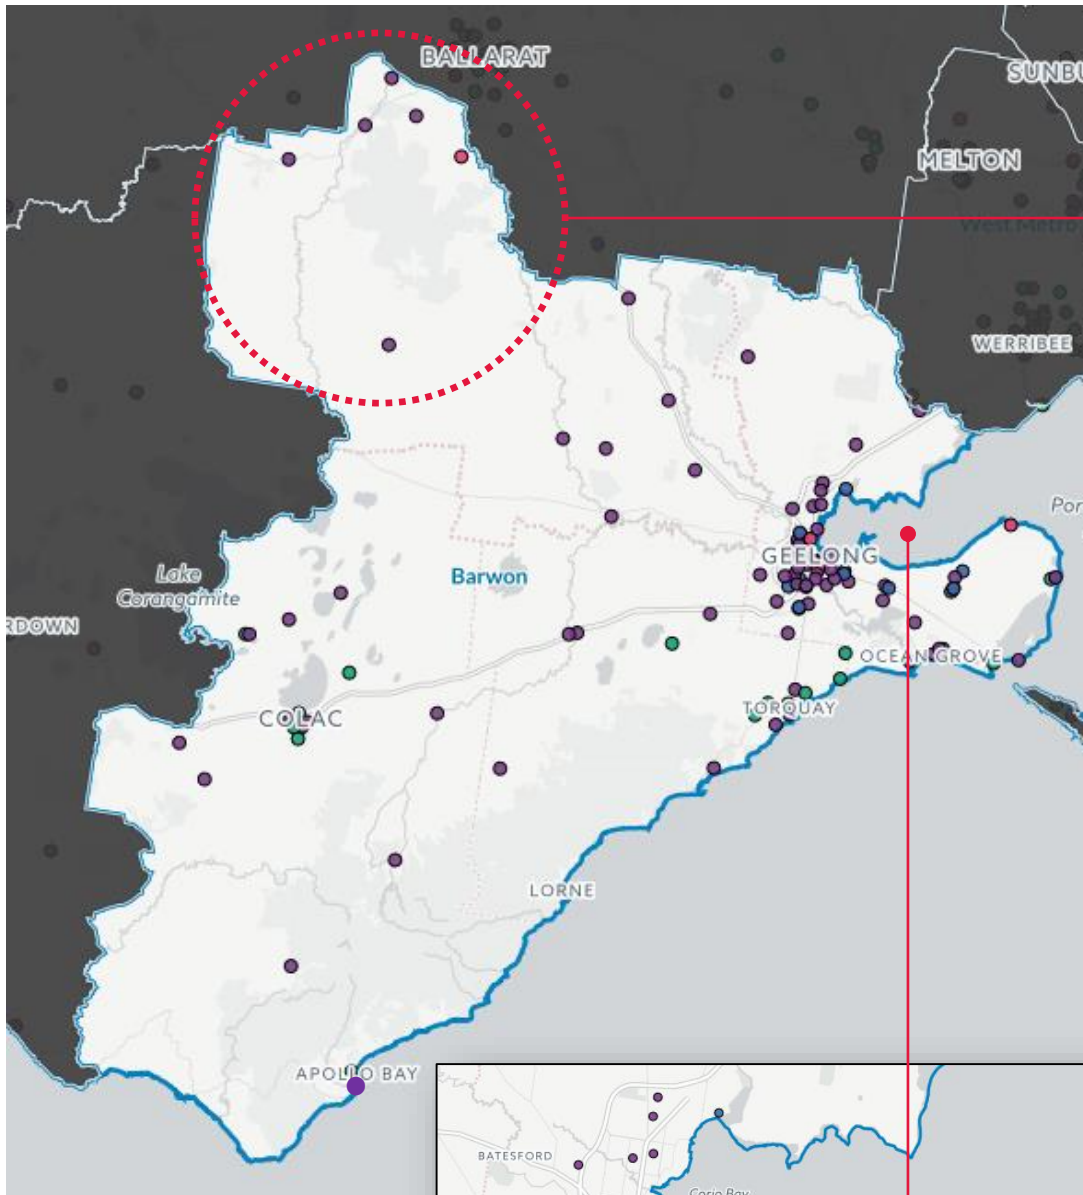 BALLARAT
SUNBU
MELTON
West Metro
WERRIBEE
Por
GEELONG
Lake
Corangamite
Barwon
RDOWN
OCEAN GROVE
COLAC
TORQUAY
LORNE
APOLLO BAY
BATESFORD
Corio Bay